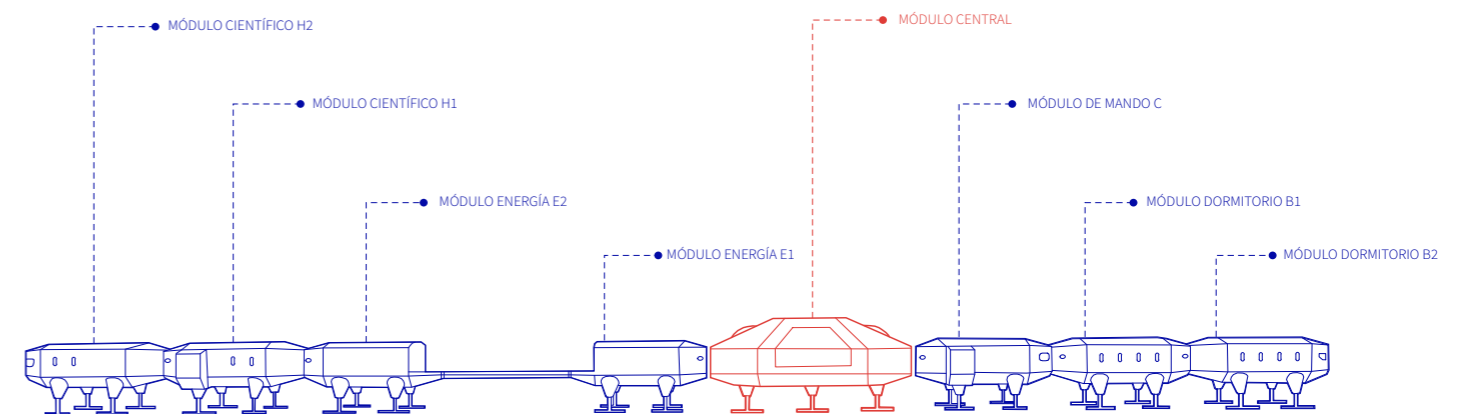 MÓDULO CIENTÍFICO H2
MÓDULO CENTRAL
MÓDULO CIENTÍFICO H1
MÓDULO DE MANDO C
MÓDULO ENERGÍA E2
MÓDULO DORMITORIO B1
MÓDULO ENERGÍA E1
MÓDULO DORMITORIO B2